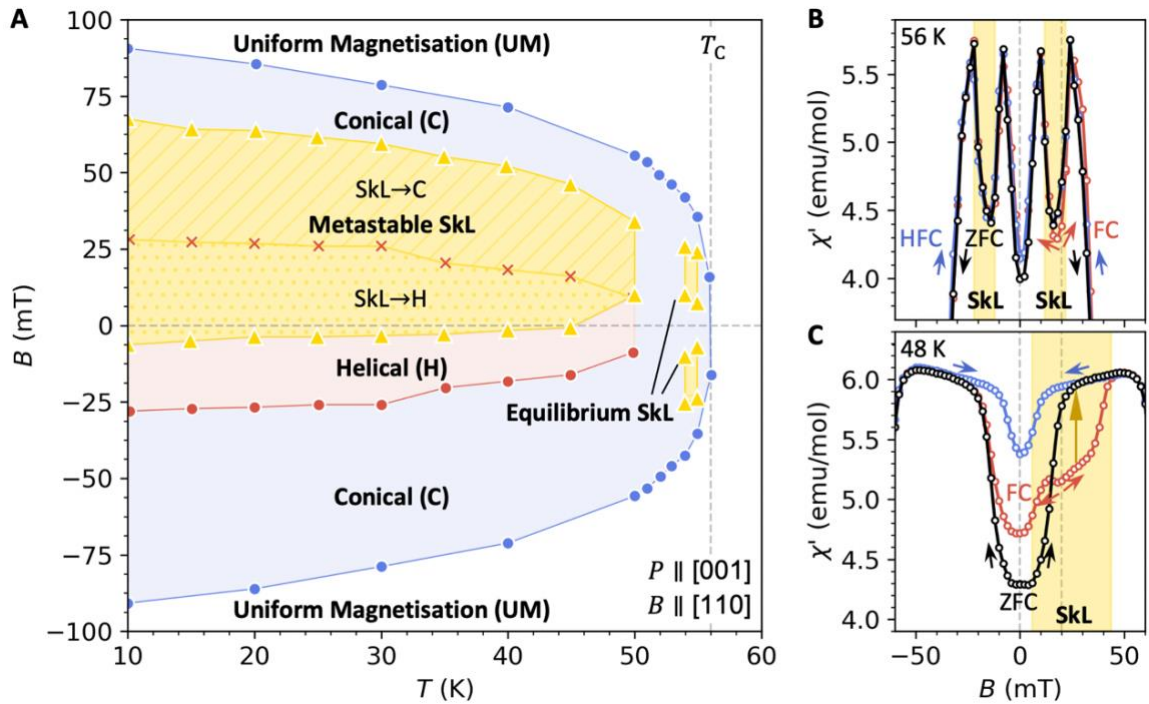 A
100
75
50
25
0
−25
−50
−75
−100
B (mT)
10
20
30
40
50
60
T (K)
Uniform Magnetisation (UM)
T_C
Conical (C)
SkL→C
Metastable SkL
SkL→H
Helical (H)
Equilibrium SkL
Conical (C)
P ∥ [001]
B ∥ [110]
Uniform Magnetisation (UM)
B
56 K
5.5
5.0
4.5
4.0
χ' (emu/mol)
HFC
ZFC
FC
SkL
SkL
C
48 K
6.0
5.5
5.0
4.5
4.0
χ' (emu/mol)
FC
ZFC
SkL
−50
0
50
B (mT)